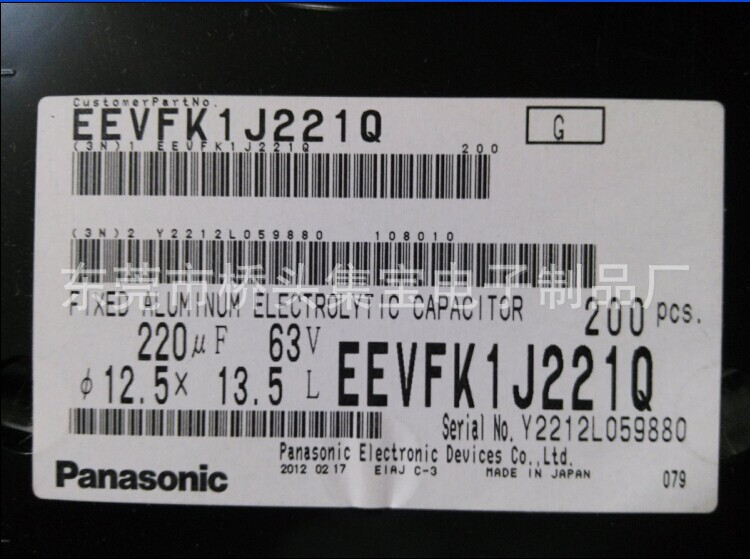 CustomerPartNo.
EEVFK1J221Q
G
(3N)1 EEVFK1J221Q 200
(3N)2 Y2212L059880 108010
东莞市桥头集宝电子制品厂
FIXED ALUMINUM ELECTROLYTIC CAPACITOR 200 pcs.
220μF 63V
φ12.5× 13.5 L EEVFK1J221Q
Serial No. Y2212L059880
Panasonic Electronic Devices Co.,Ltd.
2012 02 17 EIAJ C-3 MADE IN JAPAN 079
Panasonic